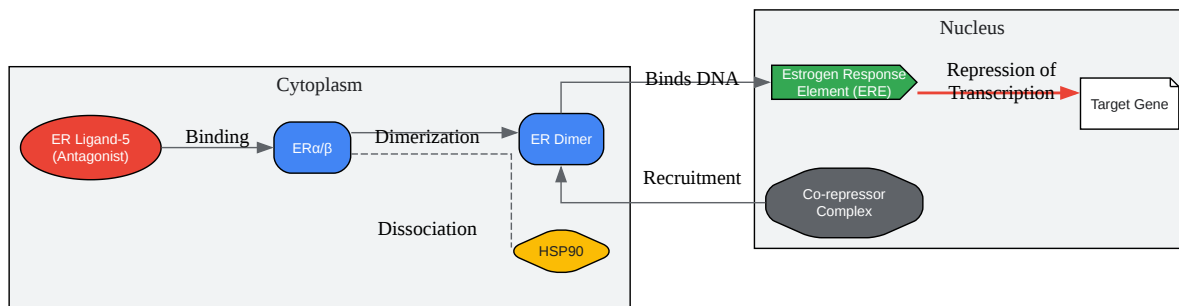 Nucleus
Cytoplasm
Binds DNA
Estrogen Response
Element (ERE)
Repression of
Transcription
Target Gene
ER Ligand-5
(Antagonist)
Binding
ERα/β
Dimerization
ER Dimer
Recruitment
Co-repressor
Complex
Dissociation
HSP90